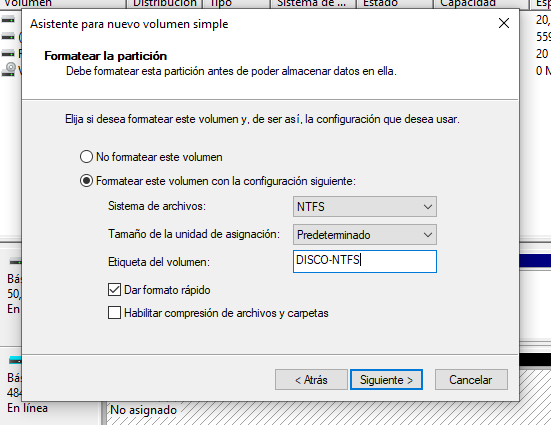 Volumen Distribución Tipo Sistema de ... Estado Capacidad
Asistente para nuevo volumen simple
20,
559
20
0 N
Formatear la partición
Debe formatear esta partición antes de poder almacenar datos en ella.
Elija si desea formatear este volumen y, de ser así, la configuración que desea usar.
No formatear este volumen
Formatear este volumen con la configuración siguiente:
Sistema de archivos: NTFS
Tamaño de la unidad de asignación: Predeterminado
Etiqueta del volumen: DISCO-NTFS
Dar formato rápido
Habilitar compresión de archivos y carpetas
< Atrás Siguiente > Cancelar
Bás
50,
En
Bás
484
En línea
No asignado